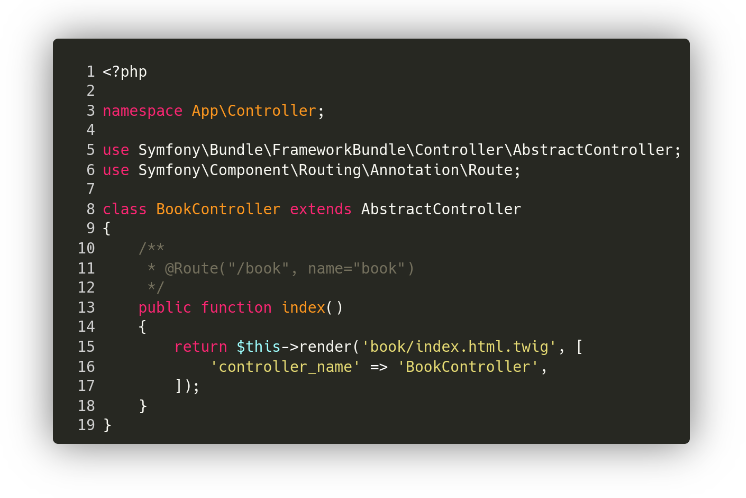 1 <?php
2
3 namespace App\Controller;
4
5 use Symfony\Bundle\FrameworkBundle\Controller\AbstractController;
6 use Symfony\Component\Routing\Annotation\Route;
7
8 class BookController extends AbstractController
9 {
10     /**
11      * @Route("/book", name="book")
12      */
13     public function index()
14     {
15         return $this->render('book/index.html.twig', [
16             'controller_name' => 'BookController',
17         ]);
18     }
19 }